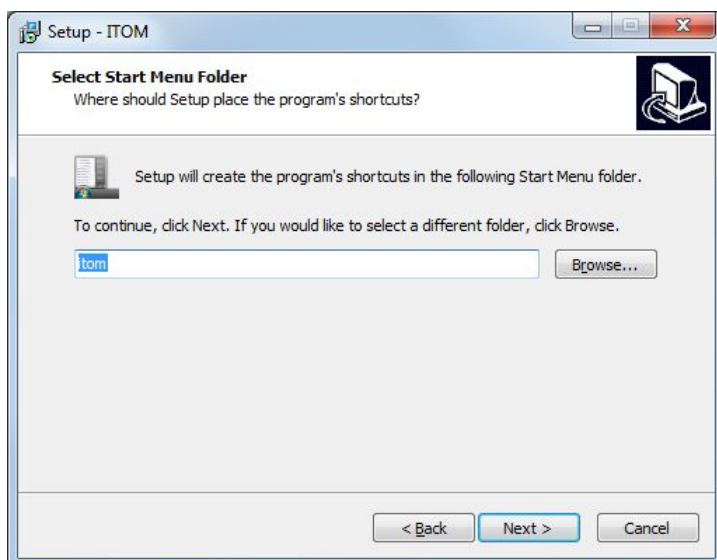 Setup - ITOM
Select Start Menu Folder
Where should Setup place the program's shortcuts?
Setup will create the program's shortcuts in the following Start Menu folder.
To continue, click Next. If you would like to select a different folder, click Browse.
itom
Browse...
< Back
Next >
Cancel